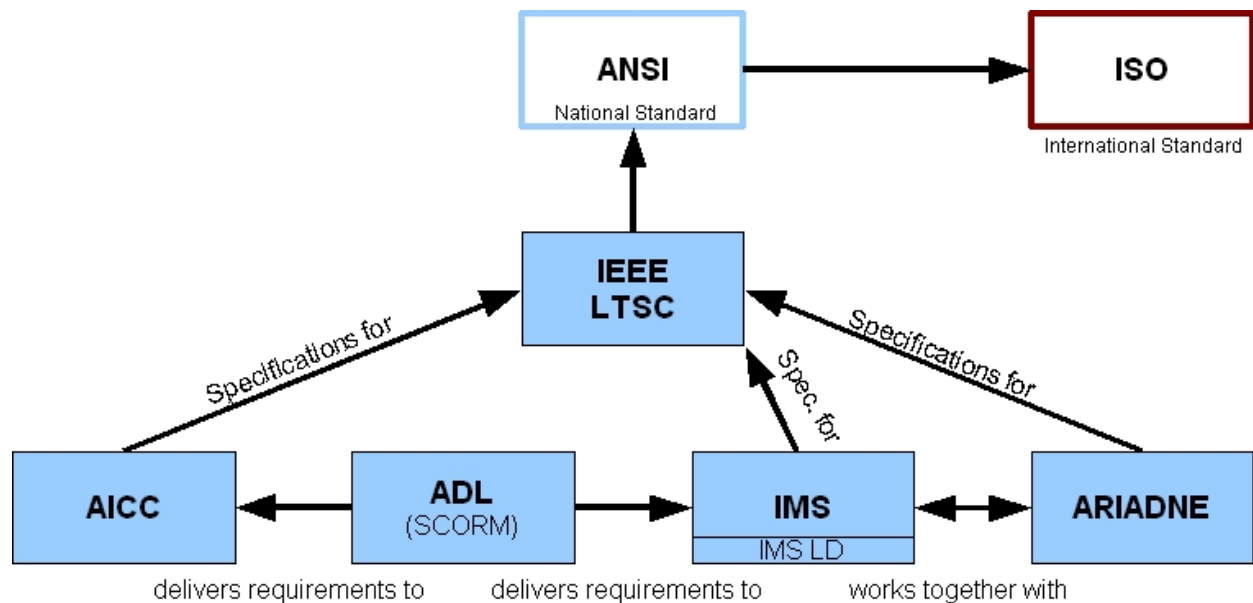 ANSI
National Standard
ISO
International Standard
IEEE
LTSC
Specifications for
Spec. for
Specifications for
AICC
ADL
(SCORM)
IMS
IMS LD
ARIADNE
delivers requirements to
delivers requirements to
works together with